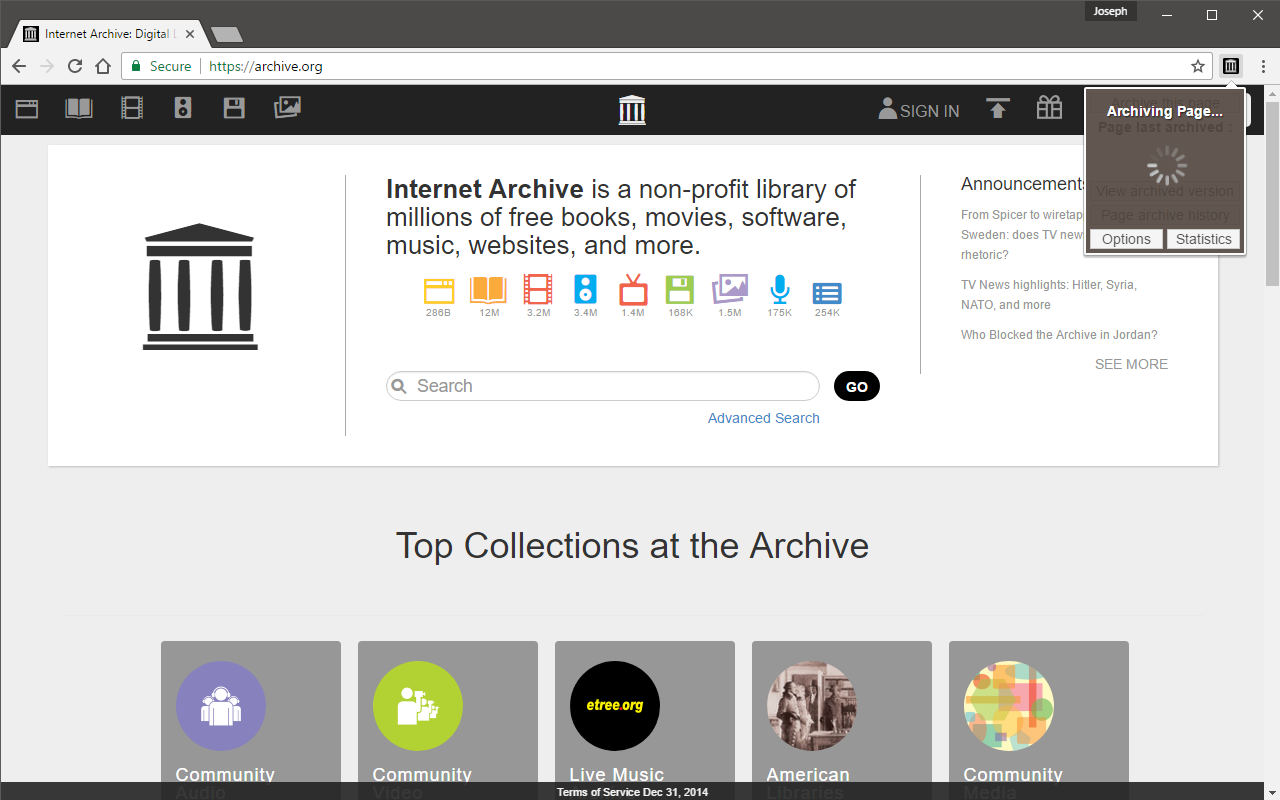 Joseph
Internet Archive: Digital L
Secure
https://archive.org
SIGN IN
Archive this page
Archiving Page...
Page last archived :
View archived version
Page archive history
Options
Statistics
Internet Archive is a non-profit library of
millions of free books, movies, software,
music, websites, and more.
286B
12M
3.2M
3.4M
1.4M
168K
1.5M
175K
254K
Search
GO
Advanced Search
Announcements
From Spicer to wiretap
Sweden: does TV new
rhetoric?
TV News highlights: Hitler, Syria,
NATO, and more
Who Blocked the Archive in Jordan?
SEE MORE
Top Collections at the Archive
etree.org
Community
Audio
Community
Video
Live Music
American
Libraries
Community
Media
Terms of Service Dec 31, 2014